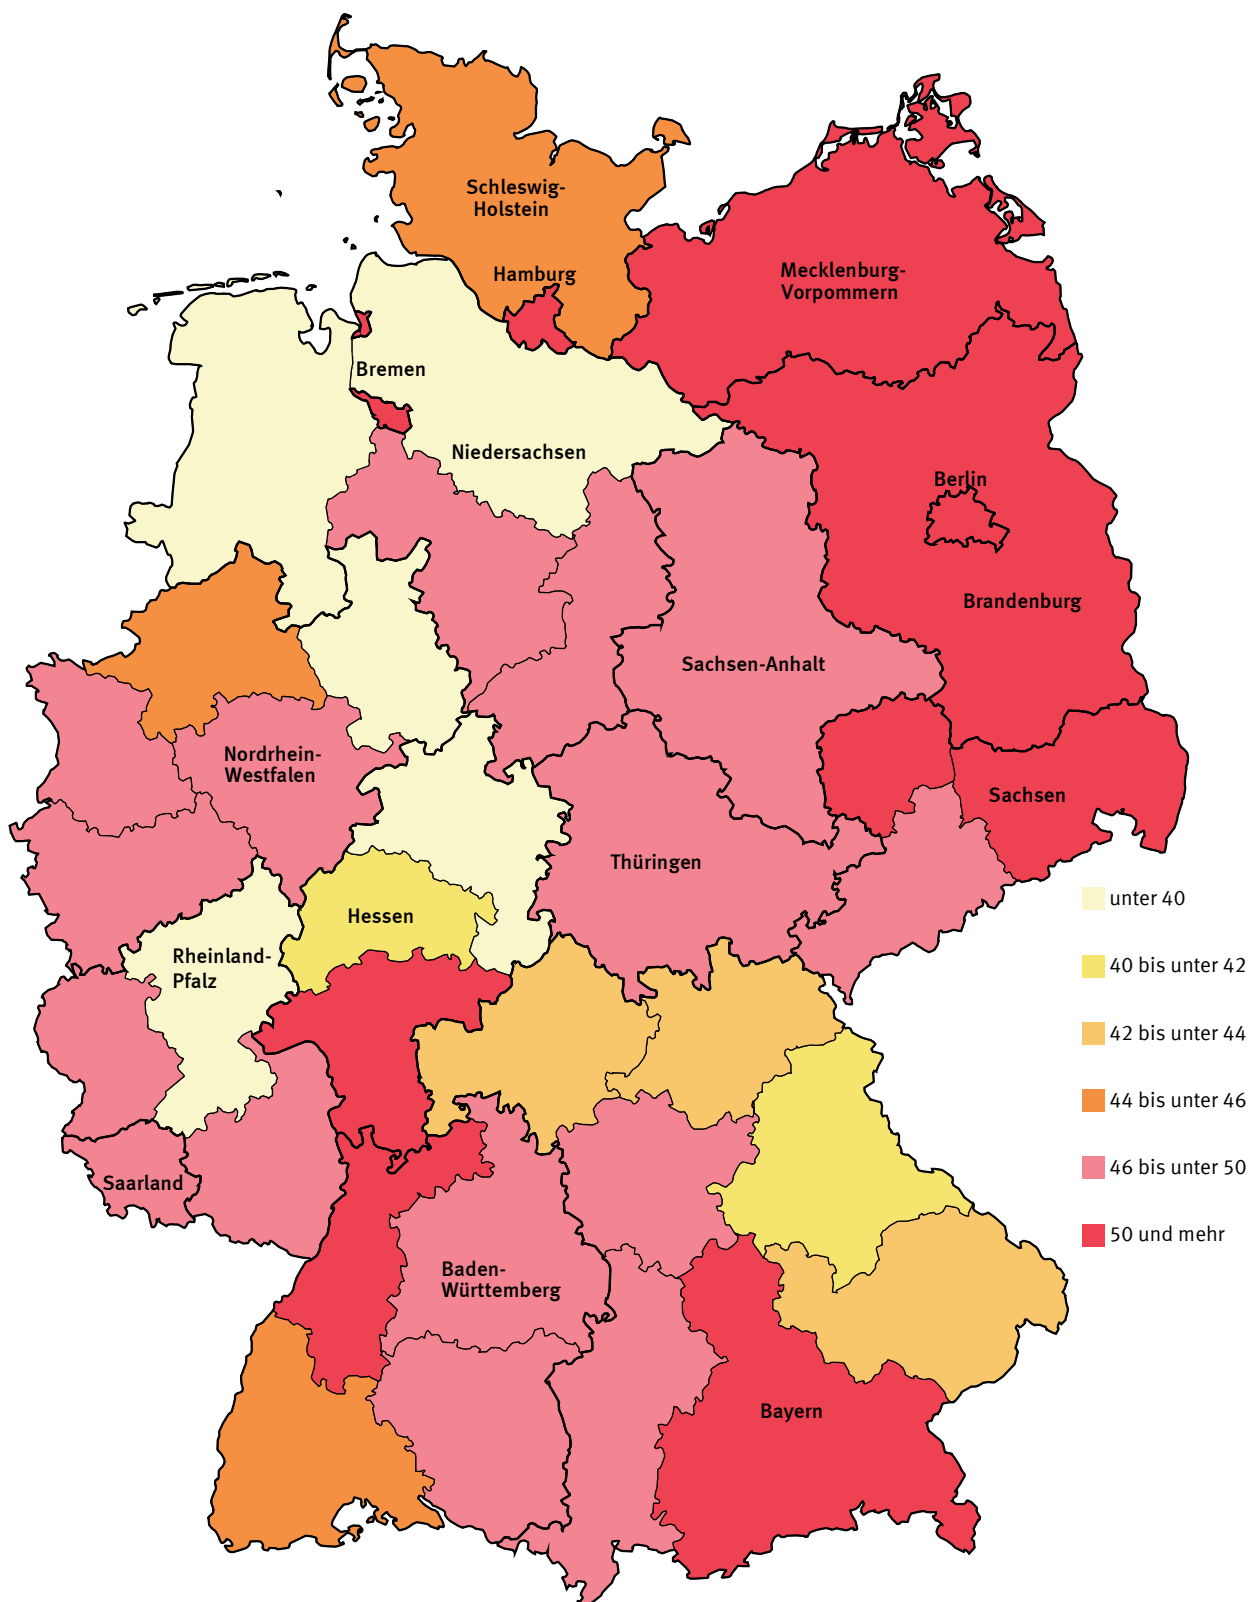 Schleswig-
Holstein
Hamburg
Mecklenburg-
Vorpommern
Bremen
Niedersachsen
Berlin
Brandenburg
Sachsen-Anhalt
Nordrhein-
Westfalen
Sachsen
Thüringen
Hessen
Rheinland-
Pfalz
Saarland
Baden-
Württemberg
Bayern
unter 40
40 bis unter 42
42 bis unter 44
44 bis unter 46
46 bis unter 50
50 und mehr